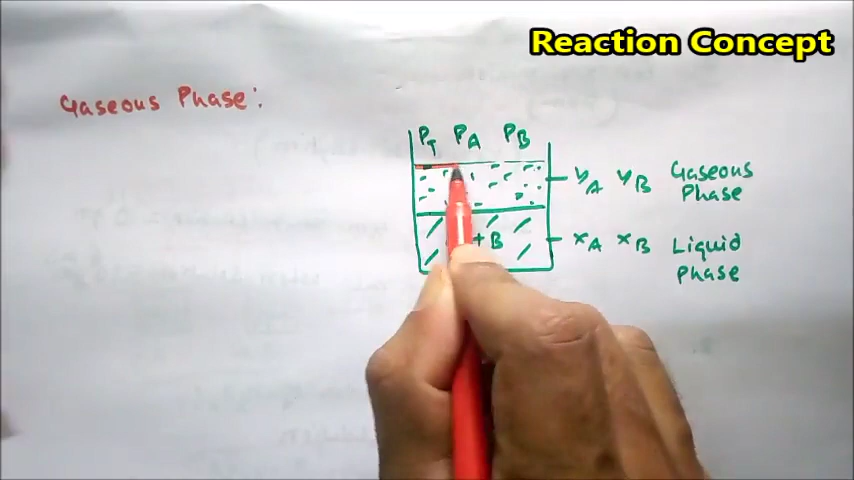 Reaction Concept
Gaseous Phase:
PT PA PB
yA yB Gaseous
Phase
+ B
xA xB Liquid
Phase